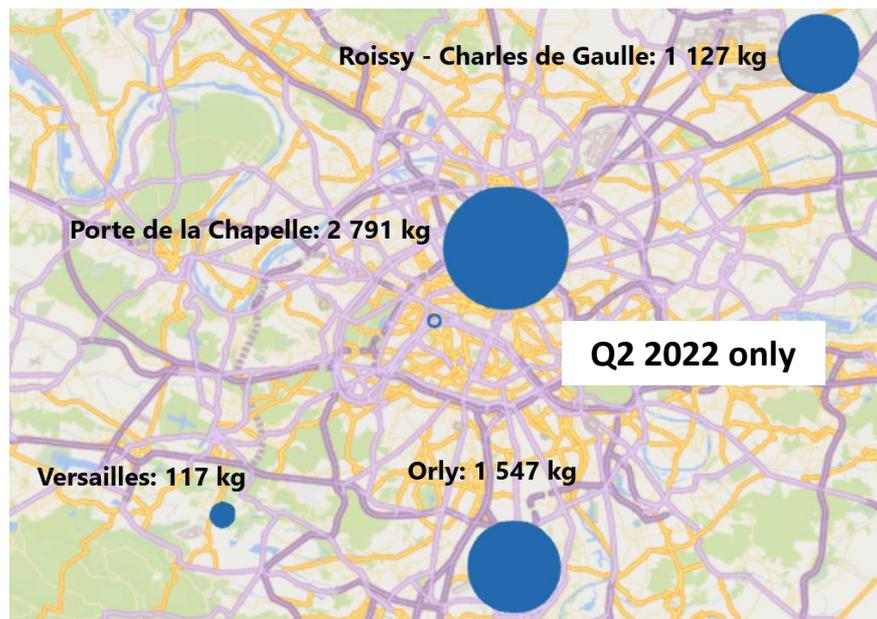 Roissy - Charles de Gaulle: 1 127 kg
Porte de la Chapelle: 2 791 kg
Q2 2022 only
Versailles: 117 kg
Orly: 1 547 kg